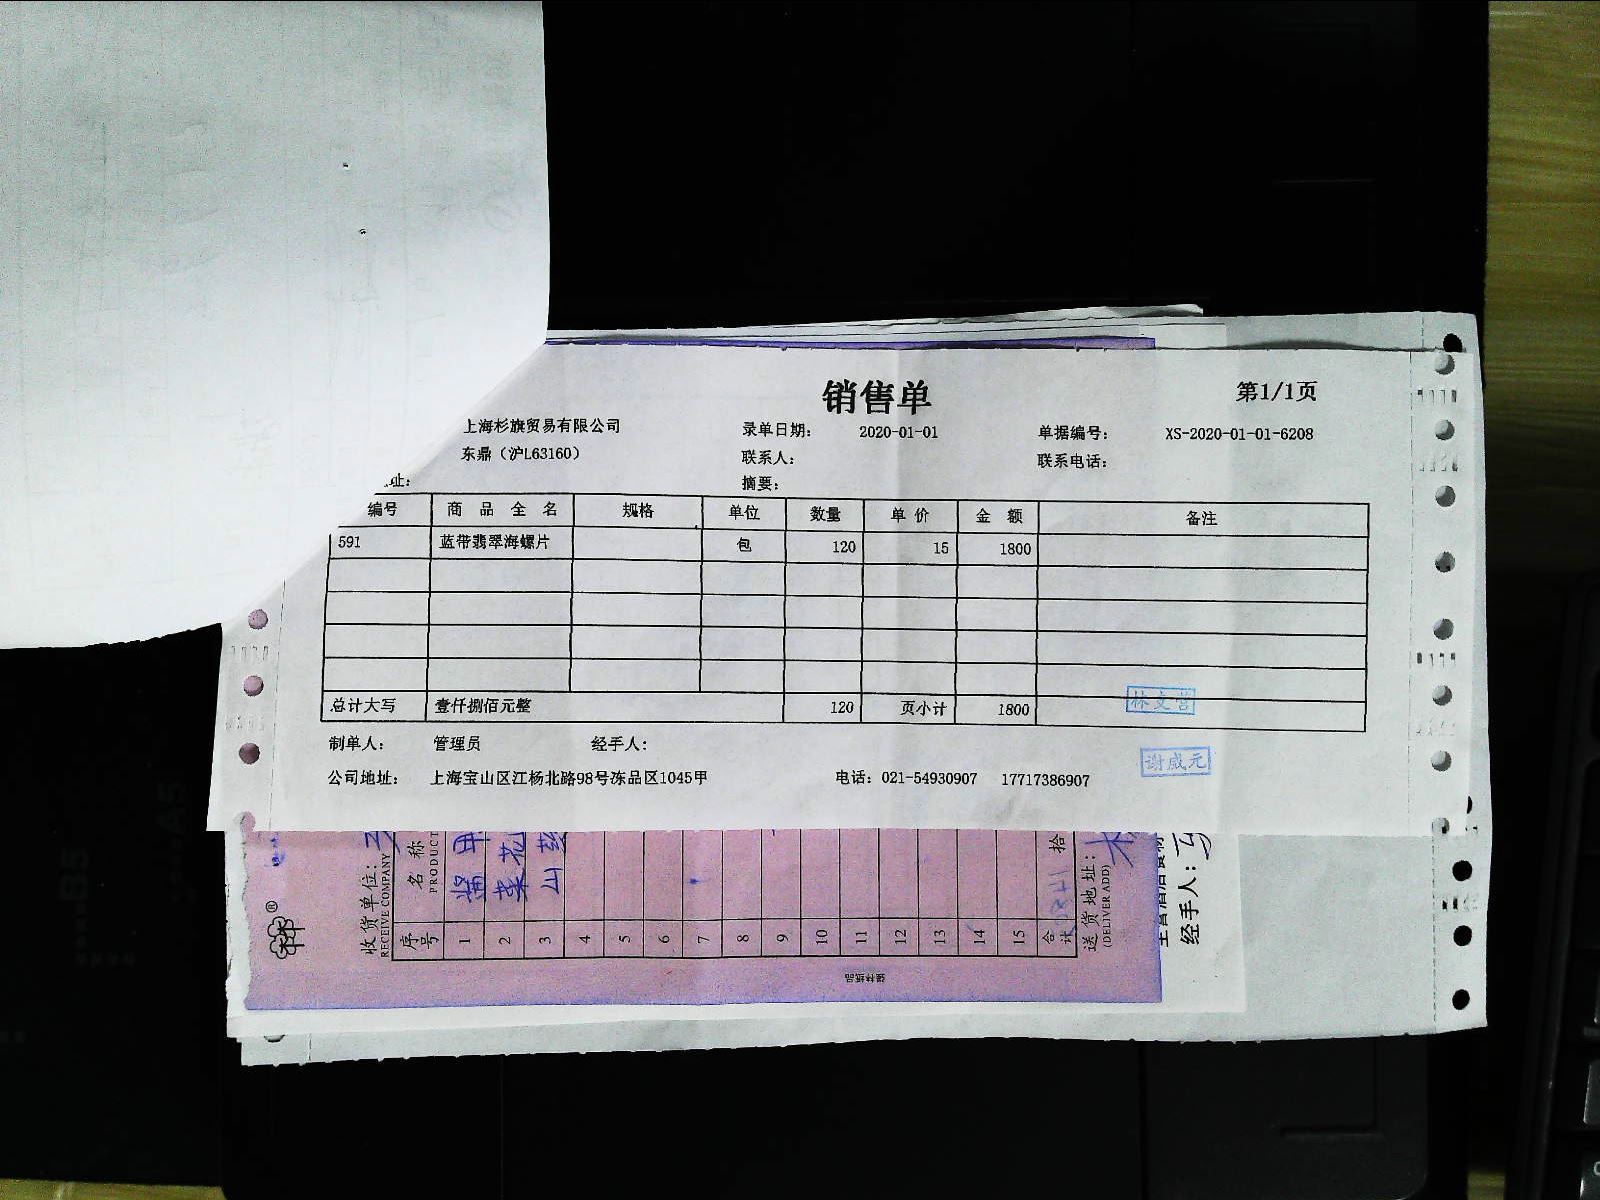 销售单
第1/1页
上海杉旗贸易有限公司 录单日期: 2020-01-01 单据编号: XS-2020-01-01-6208
东鼎（沪L63160） 联系人: 联系电话:
址: 摘要:
编号 商品全名 规格 单位 数量 单价 金额 备注
591 蓝带翡翠海螺片 包 120 15 1800
总计大写 壹仟捌佰元整 120 页小计 1800
林文营
制单人: 管理员 经手人:
谢威元
公司地址: 上海宝山区江杨北路98号冻品区1045甲 电话: 021-54930907 17717386907
收货单位:
RECEIVE COMPANY
序号 名称
PRODUCT
1
2 菜花
3
4
5
6
7
8
9
10
11
12
13
14
15
合计 拾
送货地址:
(DELIVER ADD)
经手人:
B5
A5